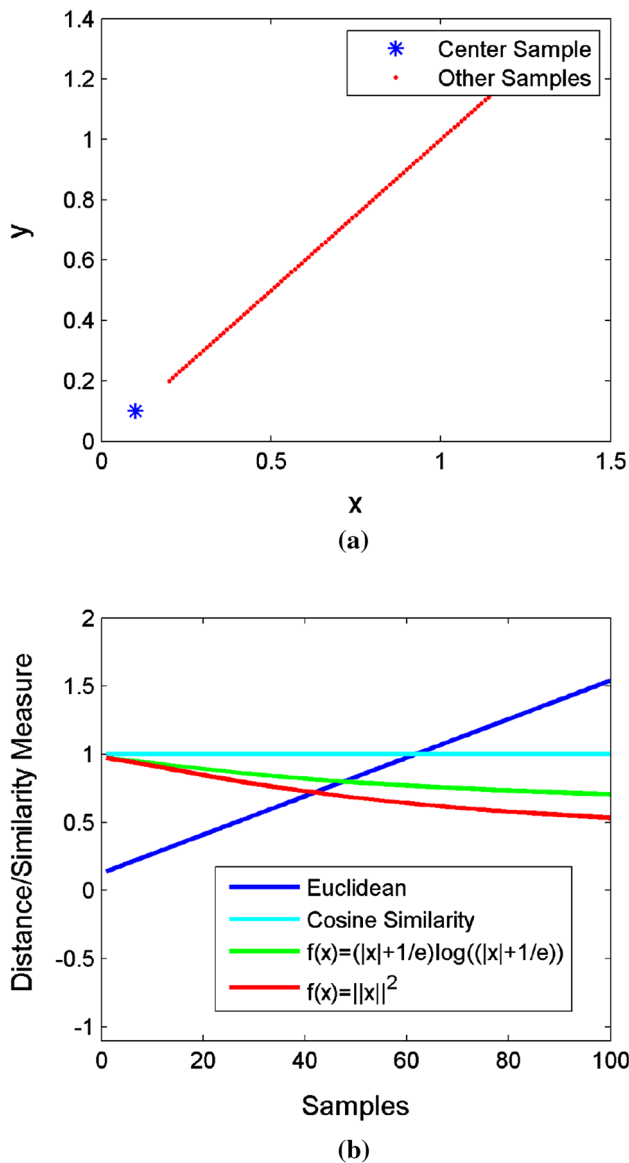 1.4
1.2
1
0.8
0.6
0.4
0.2
0
y
Center Sample
Other Samples
0 0.5 1 1.5
x
(a)
2
1.5
1
0.5
0
-0.5
-1
Distance/Similarity Measure
Euclidean
Cosine Similarity
f(x)=(|x|+1/e)log((|x|+1/e))
f(x)=||x||²
0 20 40 60 80 100
Samples
(b)